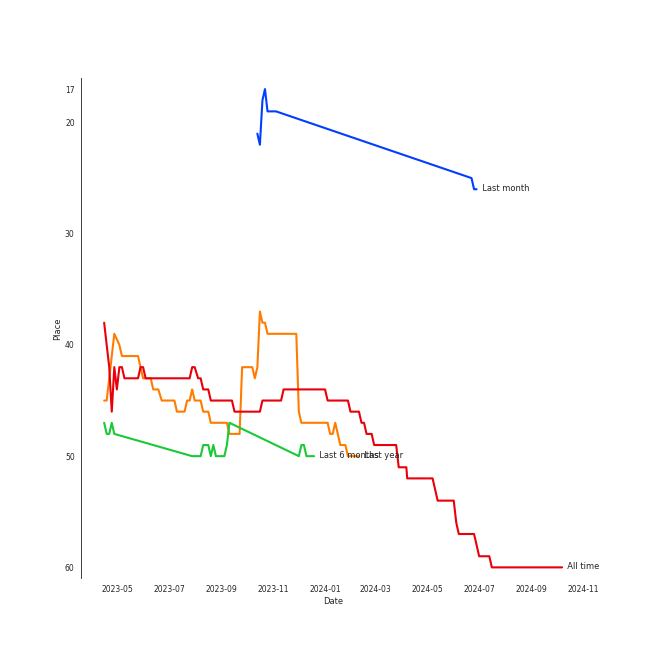 17
20
Last month
30
Place
40
50
Last 6 months
Last year
60
All time
2023-05
2023-07
2023-09
2023-11
2024-01
2024-03
2024-05
2024-07
2024-09
2024-11
Date